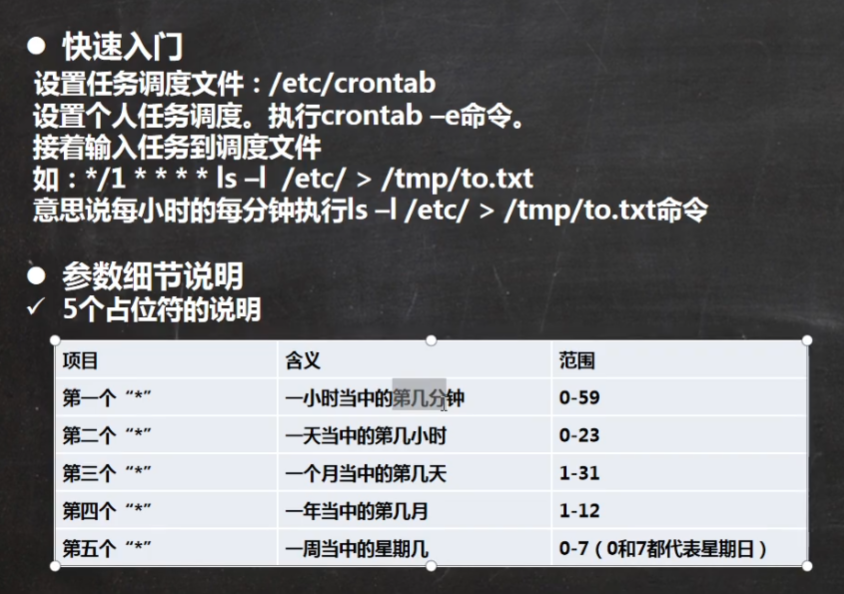 ● 快速入门
设置任务调度文件：/etc/crontab
设置个人任务调度。执行crontab –e命令。
接着输入任务到调度文件
如：*/1 * * * * ls –l  /etc/ > /tmp/to.txt
意思说每小时的每分钟执行ls –l /etc/ > /tmp/to.txt命令
● 参数细节说明
✓ 5个占位符的说明
项目 含义 范围
第一个“*” 一小时当中的第几分钟 0-59
第二个“*” 一天当中的第几小时 0-23
第三个“*” 一个月当中的第几天 1-31
第四个“*” 一年当中的第几月 1-12
第五个“*” 一周当中的星期几 0-7（0和7都代表星期日）